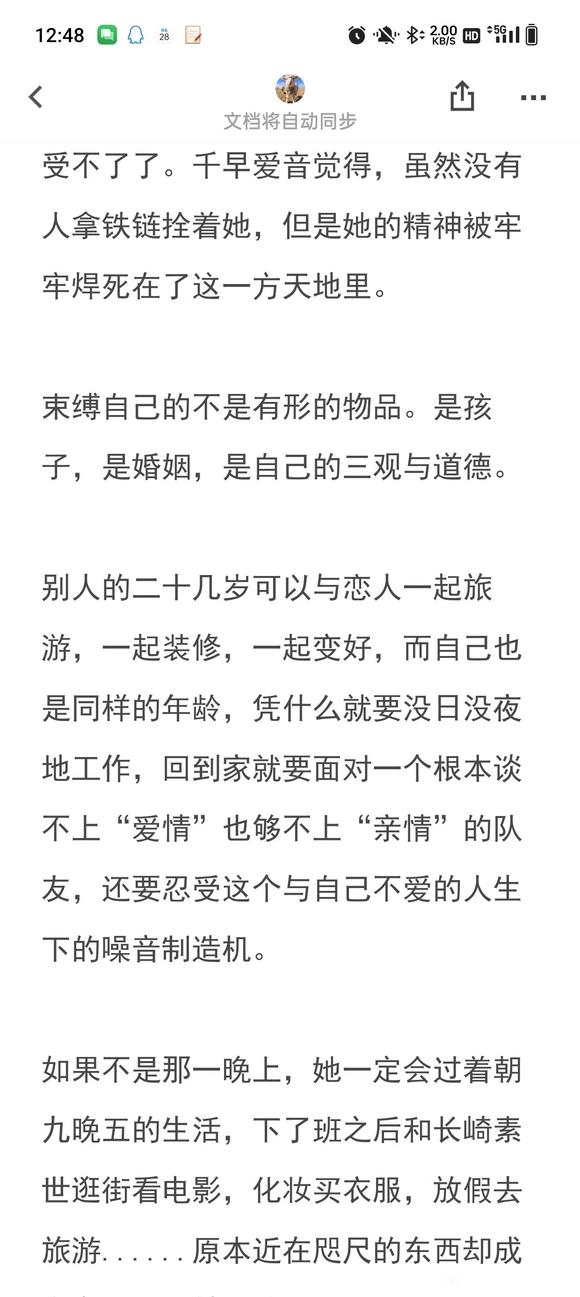 12:48
28
2.00
KB/S
HD
5G
文档将自动同步
受不了了。千早爱音觉得，虽然没有
人拿铁链拴着她，但是她的精神被牢
牢焊死在了这一方天地里。
束缚自己的不是有形的物品。是孩
子，是婚姻，是自己的三观与道德。
别人的二十几岁可以与恋人一起旅
游，一起装修，一起变好，而自己也
是同样的年龄，凭什么就要没日没夜
地工作，回到家就要面对一个根本谈
不上“爱情”也够不上“亲情”的队
友，还要忍受这个与自己不爱的人生
下的噪音制造机。
如果不是那一晚上，她一定会过着朝
九晚五的生活，下了班之后和长崎素
世逛街看电影，化妆买衣服，放假去
旅游......原本近在咫尺的东西却成